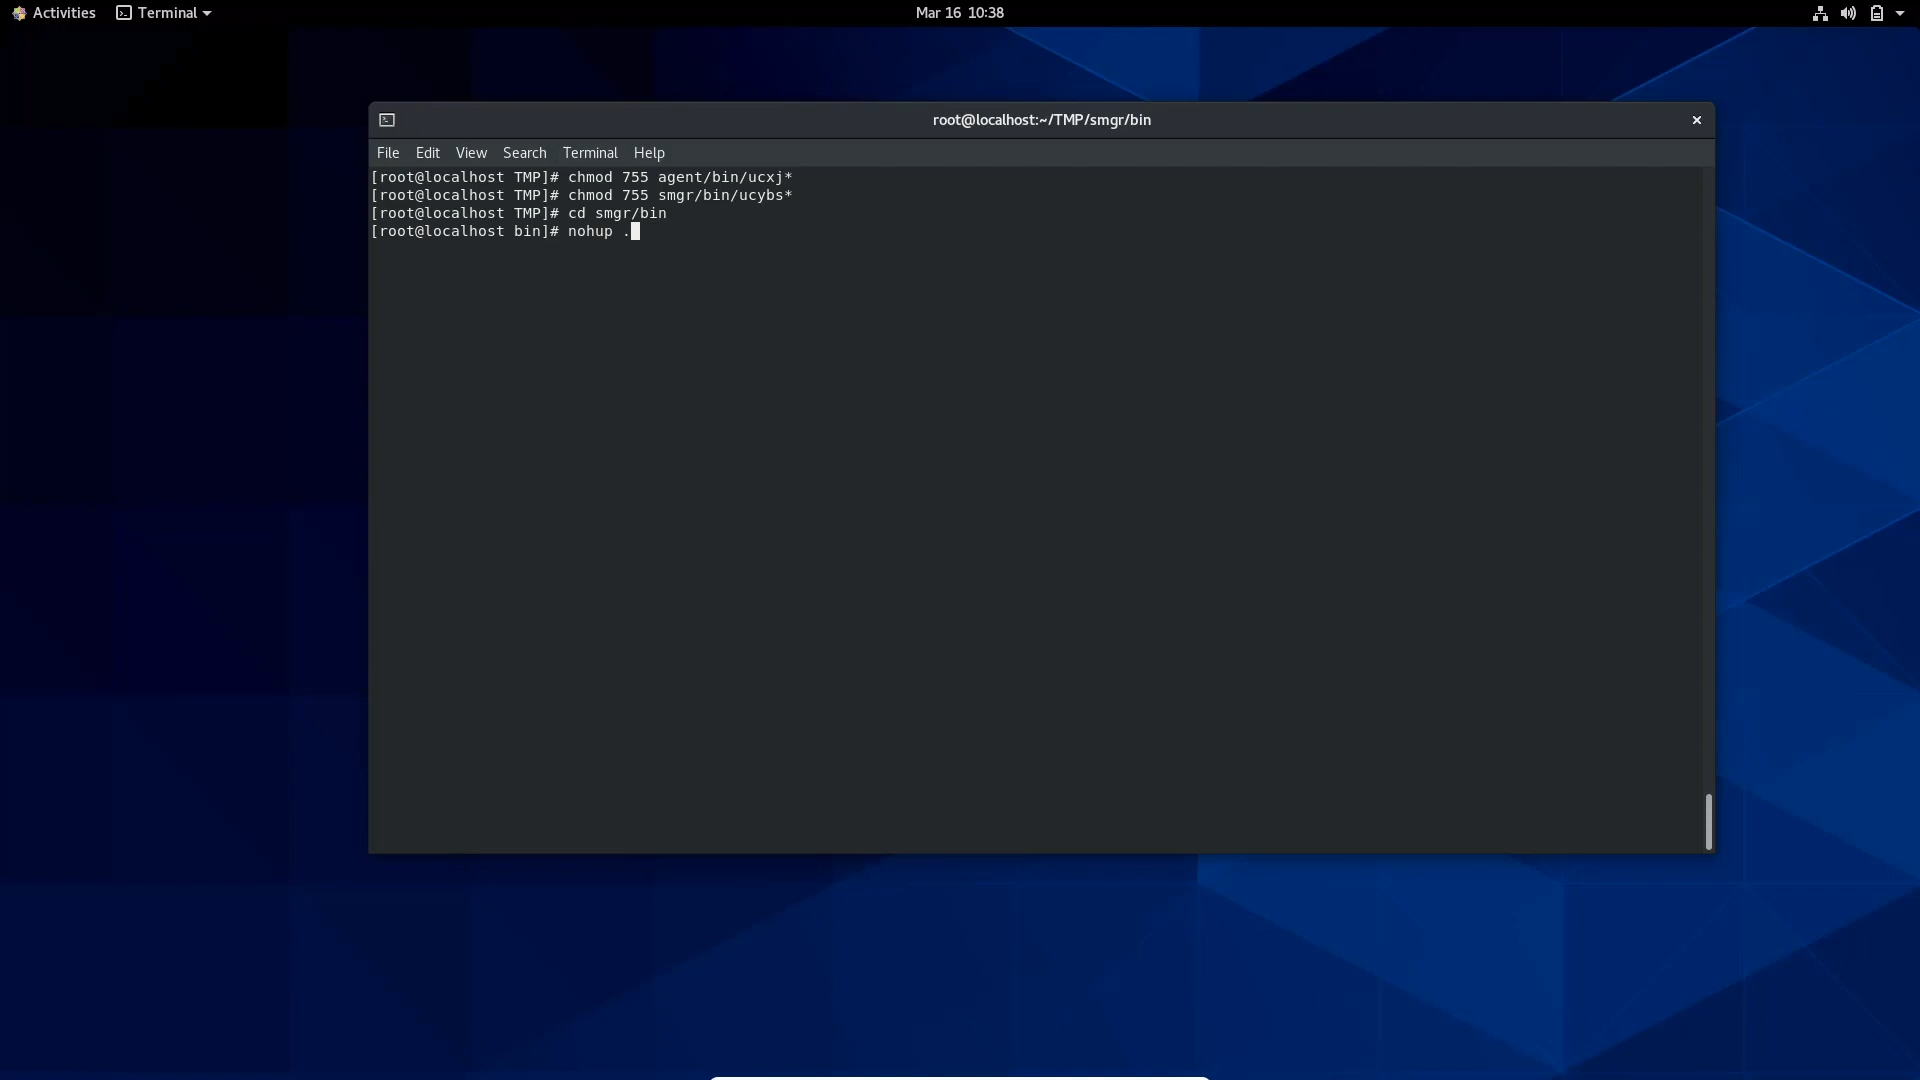 Activities Terminal Mar 16 10:38
root@localhost:~/TMP/smgr/bin
File Edit View Search Terminal Help
[root@localhost TMP]# chmod 755 agent/bin/ucxj*
[root@localhost TMP]# chmod 755 smgr/bin/ucybs*
[root@localhost TMP]# cd smgr/bin
[root@localhost bin]# nohup .